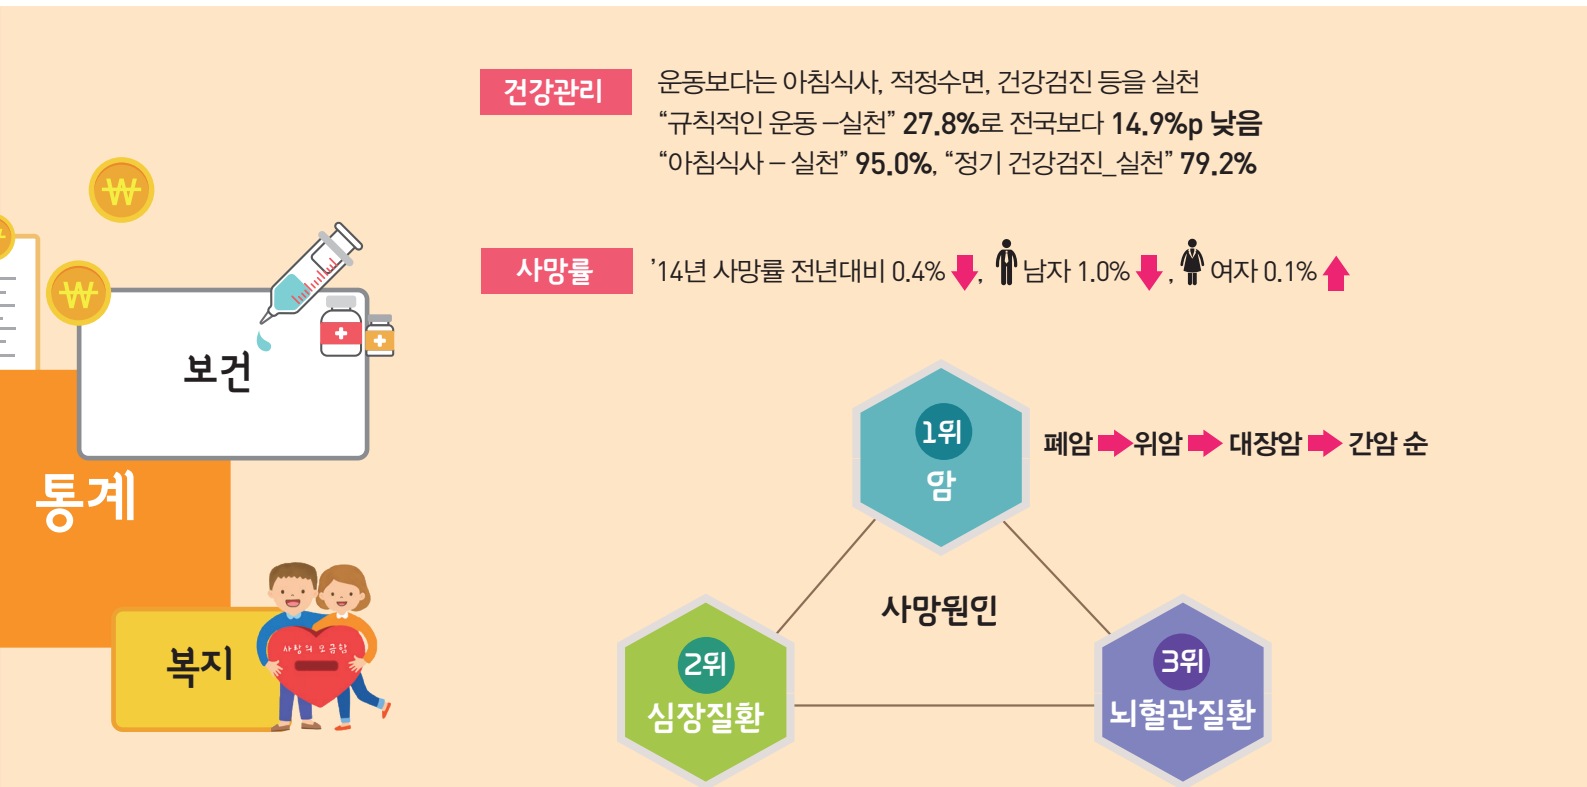 건강관리
운동보다는 아침식사, 적정수면, 건강검진 등을 실천
“규칙적인 운동 –실천” 27.8%로 전국보다 14.9%p 낮음
“아침식사 – 실천” 95.0%, “정기 건강검진_실천” 79.2%
사망률
’14년 사망률 전년대비 0.4% , 남자 1.0% , 여자 0.1%
보건
통계
복지
사랑의 모금함
1위
암
폐암 위암 대장암 간암 순
사망원인
2위
심장질환
3위
뇌혈관질환